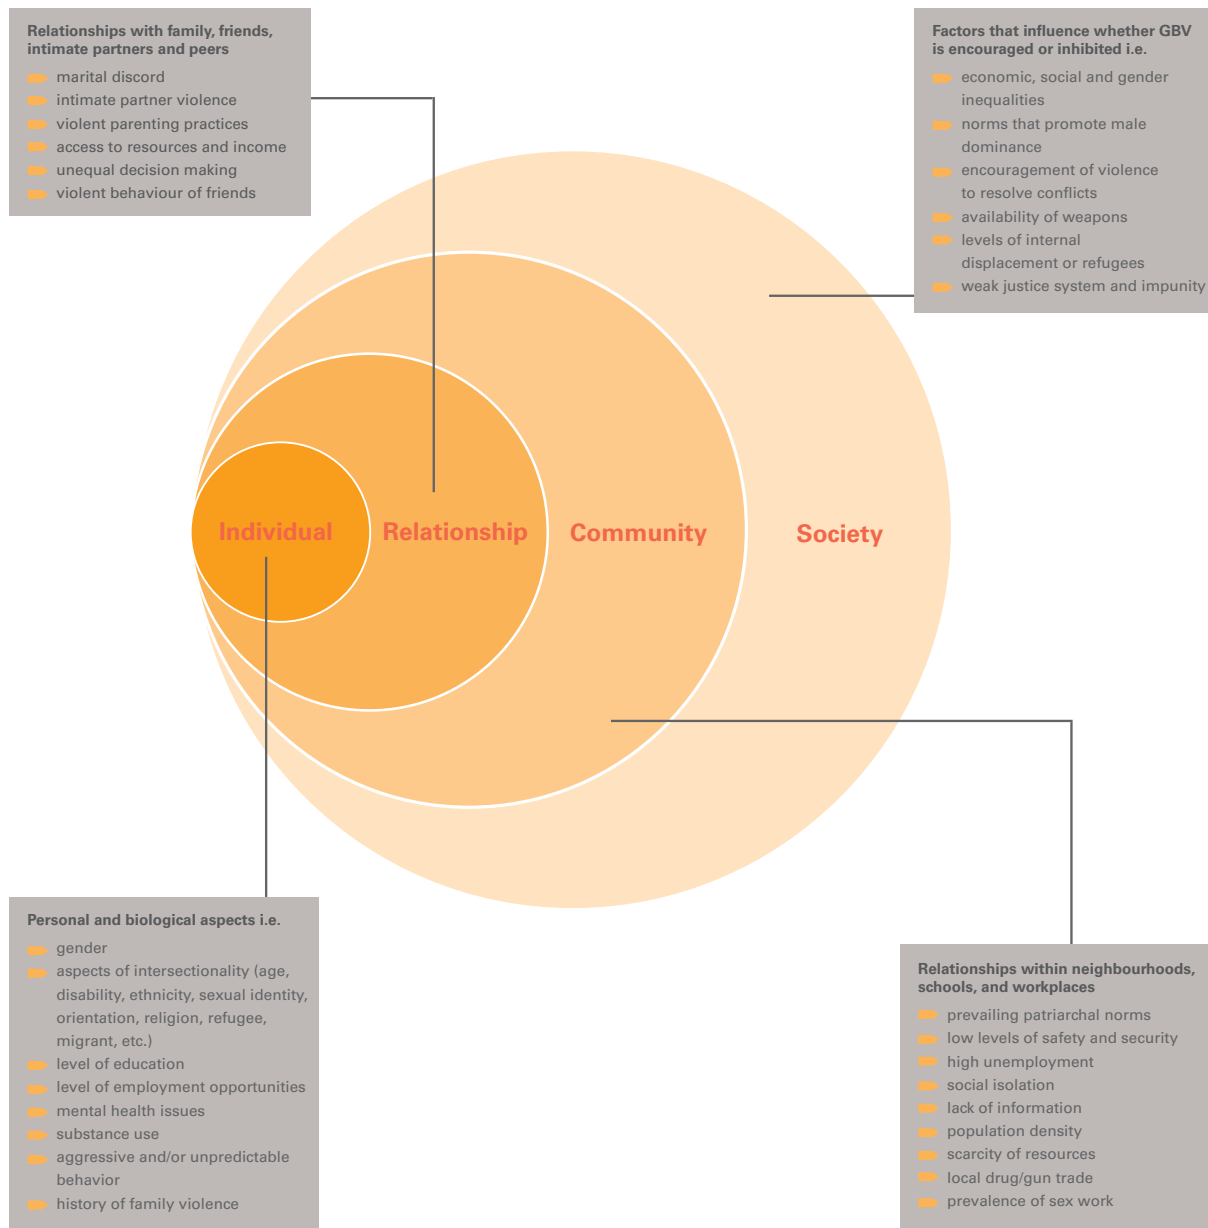 Relationships with family, friends,
intimate partners and peers
marital discord
intimate partner violence
violent parenting practices
access to resources and income
unequal decision making
violent behaviour of friends
Factors that influence whether GBV
is encouraged or inhibited i.e.
economic, social and gender
inequalities
norms that promote male
dominance
encouragement of violence
to resolve conflicts
availability of weapons
levels of internal
displacement or refugees
weak justice system and impunity
Individual
Relationship
Community
Society
Personal and biological aspects i.e.
gender
aspects of intersectionality (age,
disability, ethnicity, sexual identity,
orientation, religion, refugee,
migrant, etc.)
level of education
level of employment opportunities
mental health issues
substance use
aggressive and/or unpredictable
behavior
history of family violence
Relationships within neighbourhoods,
schools, and workplaces
prevailing patriarchal norms
low levels of safety and security
high unemployment
social isolation
lack of information
population density
scarcity of resources
local drug/gun trade
prevalence of sex work